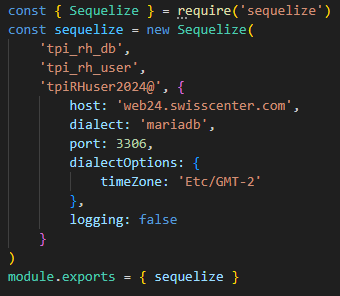 const { Sequelize } = require('sequelize')
const sequelize = new Sequelize(
    'tpi_rh_db',
    'tpi_rh_user',
    'tpiRHuser2024@', {
        host: 'web24.swisscenter.com',
        dialect: 'mariadb',
        port: 3306,
        dialectOptions: {
            timeZone: 'Etc/GMT-2'
        },
        logging: false
    }
)
module.exports = { sequelize }